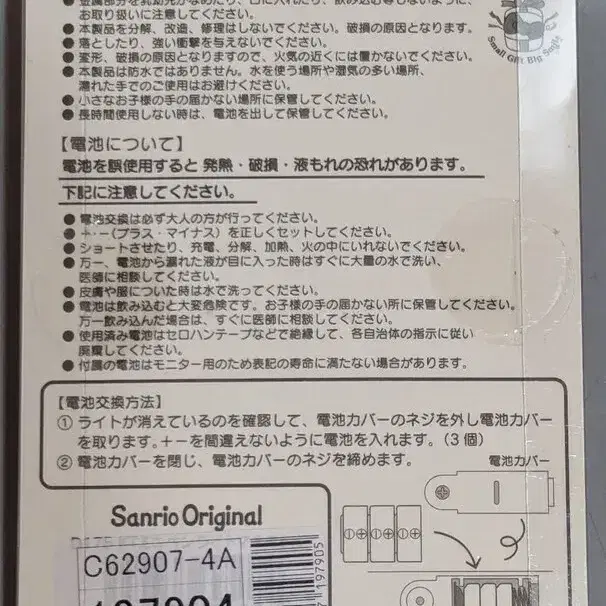 お取り扱いに注意してください。
● 本製品を分解、改造、修理はしないでください。破損の原因となります。
● 落としたり、強い衝撃を与えないでください。
● 変形、破損の原因となりますので、火気の近くには置かないでください。
● 本製品は防水ではありません。水を使う場所や湿気の多い場所、
濡れた手でのご使用はお避けください。
● 小さなお子様の手の届かない場所に保管してください。
● 長時間使用しない時は、電池を出して保管してください。
Small Gift Big Smile
【電池について】
電池を誤使用すると 発熱・破損・液もれの恐れがあります。
下記に注意してください。
● 電池交換は必ず大人の方が行ってください。
● ＋・−(プラス・マイナス)を正しくセットしてください。
● ショートさせたり、充電、分解、加熱、火の中にいれないでください。
● 万一、電池から漏れた液が目に入った時はすぐに大量の水で洗い、
医師に相談してください。
● 皮膚や服についた時は水で洗ってください。
● 電池は飲み込むと大変危険です。お子様の手の届かない所に保管してください。
万一飲み込んだ場合は、すぐに医師に相談してください。
● 使用済み電池はセロハンテープなどで絶縁して、各自治体の指示に従い
廃棄してください。
● 付属の電池はモニター用のため表記の寿命に満たない場合があります。
【電池交換方法】
① ライトが消えているのを確認して、電池カバーのネジを外し電池カバー
を取ります。＋−を間違えないように電池を入れます。(3個)
② 電池カバーを閉じ、電池カバーのネジを締めます。
電池カバー
Sanrio Original
C62907-4A
197904
197905